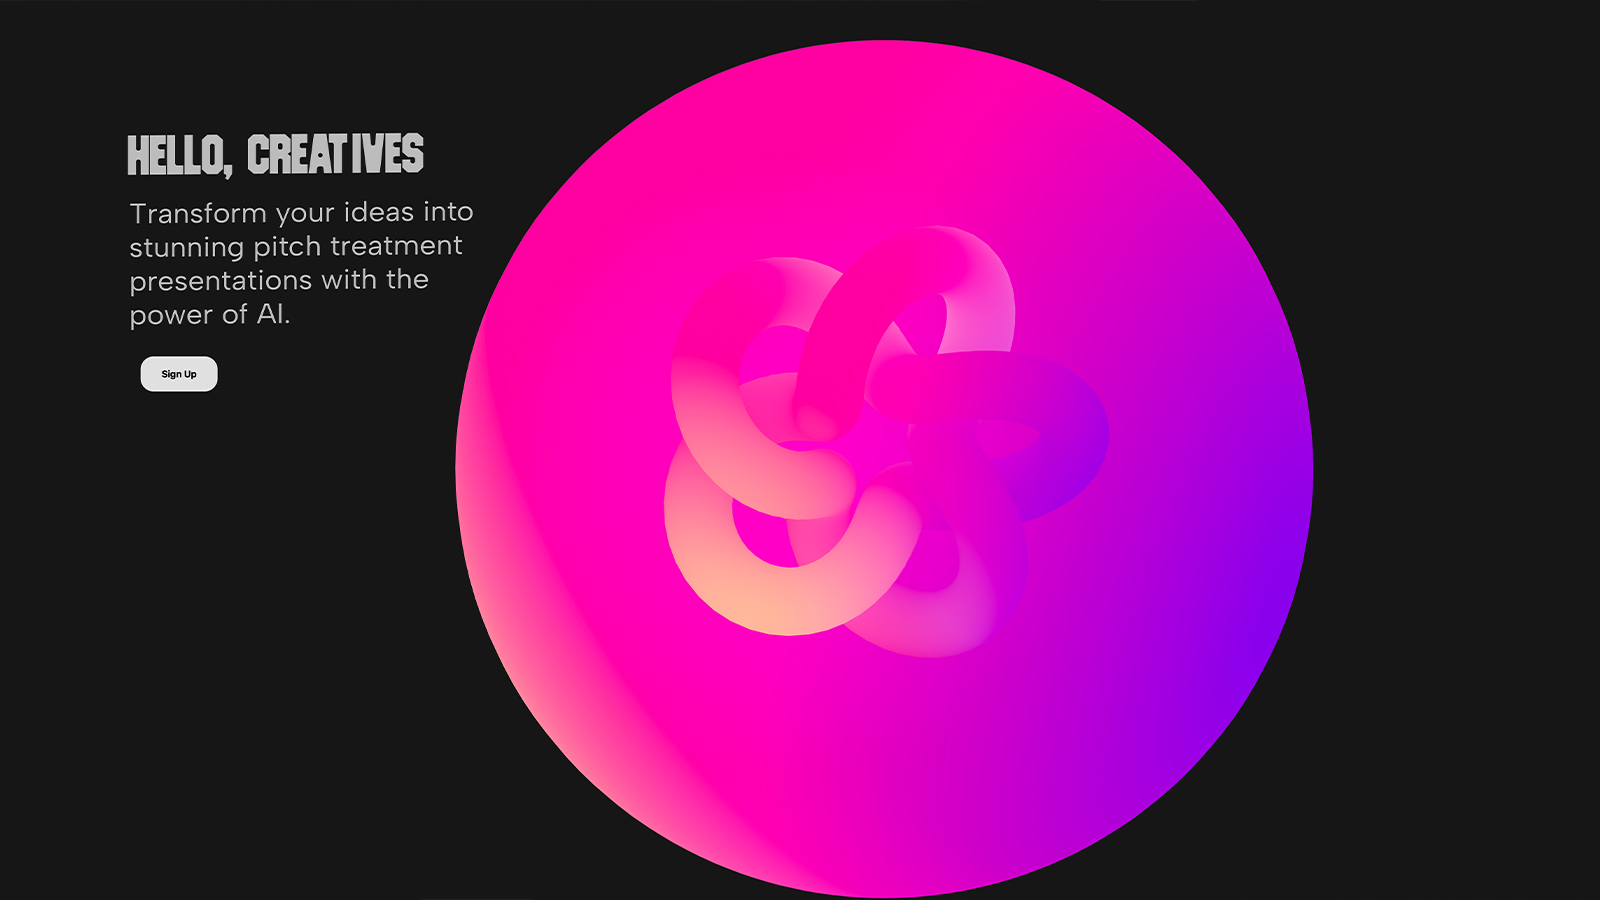 HELLO, CREATIVES
Transform your ideas into
stunning pitch treatment
presentations with the
power of AI.
Sign Up